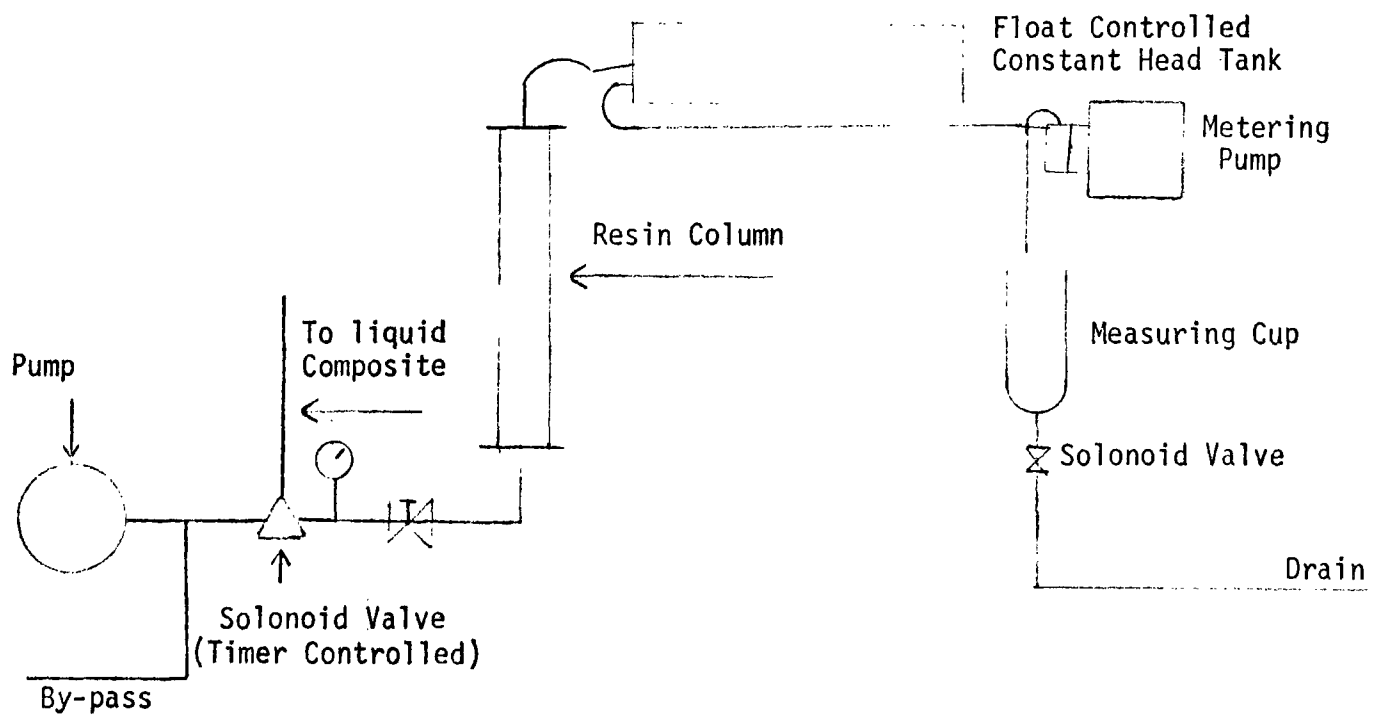 Float Controlled
Constant Head Tank
Metering
Pump
Resin Column
To liquid
Composite
Measuring Cup
Pump
Solonoid Valve
Drain
Solonoid Valve
(Timer Controlled)
By-pass